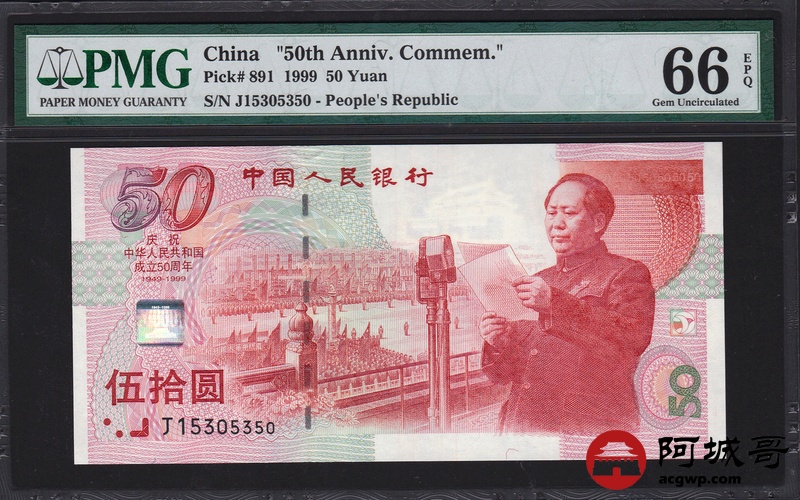 PMG
PAPER MONEY GUARANTY
China "50th Anniv. Commem."
Pick# 891 1999 50 Yuan
S/N J15305350 - People's Republic
66
EPQ
Gem Uncirculated
50
中国人民银行
庆祝
中华人民共和国
成立50周年
1949-1999
伍拾圆
J15305350
50
阿城哥
acgwp.com